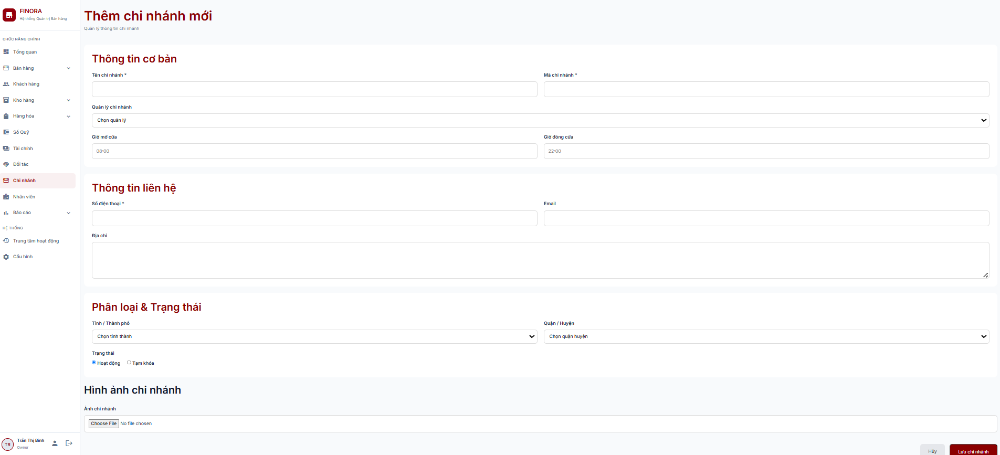 FINORA
Hệ thống Quản trị Bán hàng
CHỨC NĂNG CHÍNH
Tổng quan
Bán hàng
Khách hàng
Kho hàng
Hàng hóa
Sổ Quỹ
Tài chính
Đối tác
Chi nhánh
Nhân viên
Báo cáo
HỆ THỐNG
Trung tâm hoạt động
Cấu hình
TR
Trần Thị Bình
Owner
Thêm chi nhánh mới
Quản lý thông tin chi nhánh
Thông tin cơ bản
Tên chi nhánh *
Mã chi nhánh *
Quản lý chi nhánh
Chọn quản lý
Giờ mở cửa
Giờ đóng cửa
08:00
22:00
Thông tin liên hệ
Số điện thoại *
Email
Địa chỉ
Phân loại & Trạng thái
Tỉnh / Thành phố
Quận / Huyện
Chọn tỉnh thành
Chọn quận huyện
Trạng thái
Hoạt động
Tạm khóa
Hình ảnh chi nhánh
Ảnh chi nhánh
Choose File No file chosen
Hủy
Lưu chi nhánh